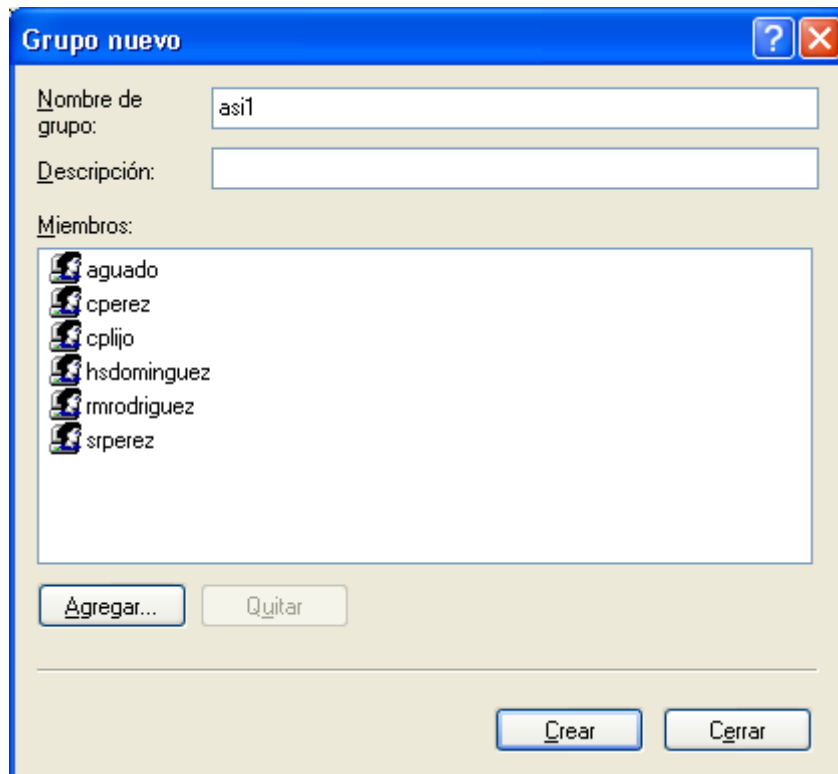 Grupo nuevo
Nombre de
grupo:
asi1
Descripción:
Miembros:
aguado
cperez
cplijo
hsdominguez
rmrodriguez
srperez
Agregar...
Quitar
Crear
Cerrar